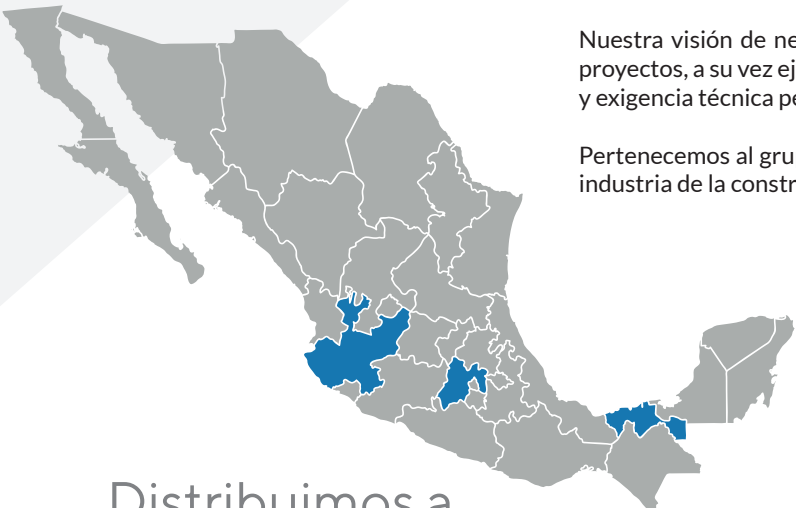 Nuestra visión de ne
proyectos, a su vez ej
y exigencia técnica pe
Pertenecemos al gru
industria de la constr
Distribuimos a